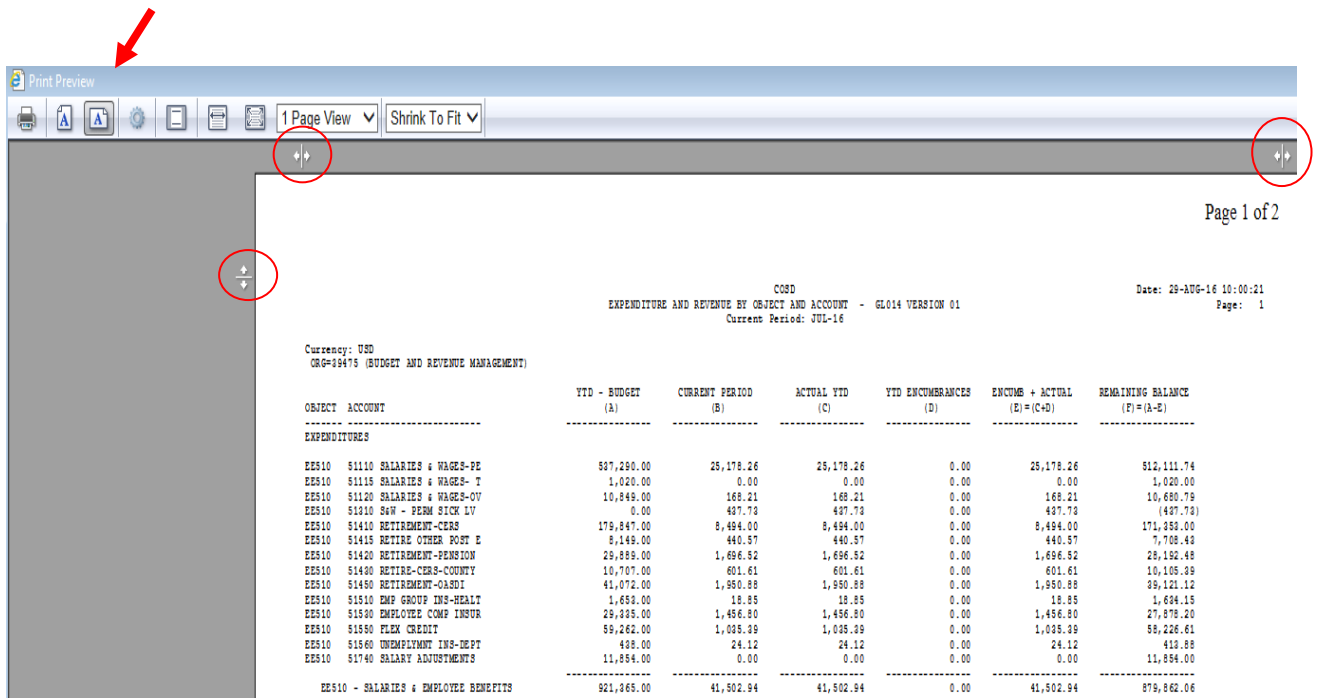 Print Preview
1 Page View Shrink To Fit
Page 1 of 2
COSD Date: 29-AUG-16 10:00:21
EXPENDITURE AND REVENUE BY OBJECT AND ACCOUNT - GL014 VERSION 01 Page: 1
Current Period: JUL-16
Currency: USD
ORG=39475 (BUDGET AND REVENUE MANAGEMENT)
YTD - BUDGET CURRENT PERIOD ACTUAL YTD YTD ENCUMBRANCES ENCUMB + ACTUAL REMAINING BALANCE
OBJECT ACCOUNT (A) (B) (C) (D) (E)=(C+D) (F)=(A-E)
EXPENDITURES
EE510 51110 SALARIES & WAGES-PE 537,290.00 25,178.26 25,178.26 0.00 25,178.26 512,111.74
EE510 51115 SALARIES & WAGES- T 1,020.00 0.00 0.00 0.00 0.00 1,020.00
EE510 51120 SALARIES & WAGES-OV 10,849.00 168.21 168.21 0.00 168.21 10,680.79
EE510 51310 S&W - PERM SICK LV 0.00 437.73 437.73 0.00 437.73 (437.73)
EE510 51410 RETIREMENT-CERS 179,847.00 8,494.00 8,494.00 0.00 8,494.00 171,353.00
EE510 51415 RETIRE OTHER POST E 8,149.00 440.57 440.57 0.00 440.57 7,708.43
EE510 51420 RETIREMENT-PENSION 29,889.00 1,696.52 1,696.52 0.00 1,696.52 28,192.48
EE510 51430 RETIRE-CERS-COUNTY 10,707.00 601.61 601.61 0.00 601.61 10,105.39
EE510 51450 RETIREMENT-OASDI 41,072.00 1,950.88 1,950.88 0.00 1,950.88 39,121.12
EE510 51510 EMP GROUP INS-HEALT 1,653.00 18.85 18.85 0.00 18.85 1,634.15
EE510 51530 EMPLOYEE COMP INSUR 29,335.00 1,456.80 1,456.80 0.00 1,456.80 27,878.20
EE510 51550 FLEX CREDIT 59,262.00 1,035.39 1,035.39 0.00 1,035.39 58,226.61
EE510 51560 UNEMPLYMNT INS-DEPT 438.00 24.12 24.12 0.00 24.12 413.88
EE510 51740 SALARY ADJUSTMENTS 11,854.00 0.00 0.00 0.00 0.00 11,854.00
EE510 - SALARIES & EMPLOYEE BENEFITS 921,365.00 41,502.94 41,502.94 0.00 41,502.94 879,862.06